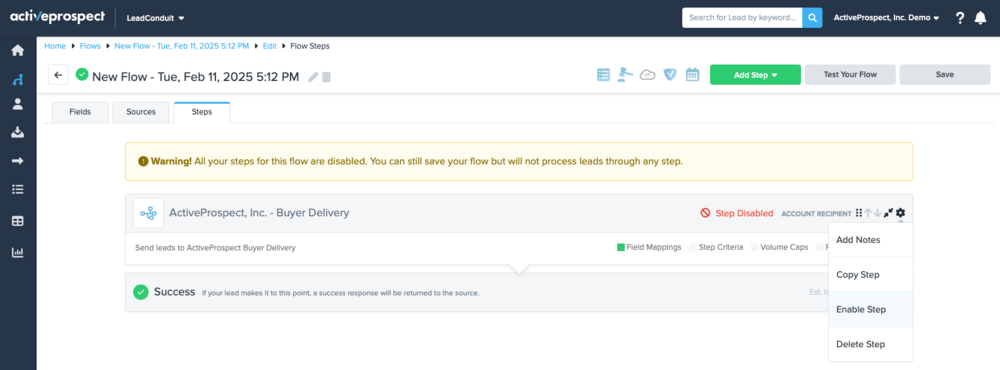 activeprospect
LeadConduit
Search for Lead by keyword...
ActiveProspect, Inc. Demo
?
Home
Flows
New Flow - Tue, Feb 11, 2025 5:12 PM
Edit
Flow Steps
New Flow - Tue, Feb 11, 2025 5:12 PM
Add Step
Test Your Flow
Save
Fields
Sources
Steps
Warning! All your steps for this flow are disabled. You can still save your flow but will not process leads through any step.
ActiveProspect, Inc. - Buyer Delivery
Step Disabled
ACCOUNT RECIPIENT
Send leads to ActiveProspect Buyer Delivery
Field Mappings
Step Criteria
Volume Caps
Add Notes
Copy Step
Enable Step
Delete Step
Success
If your lead makes it to this point, a success response will be returned to the source.
Est.